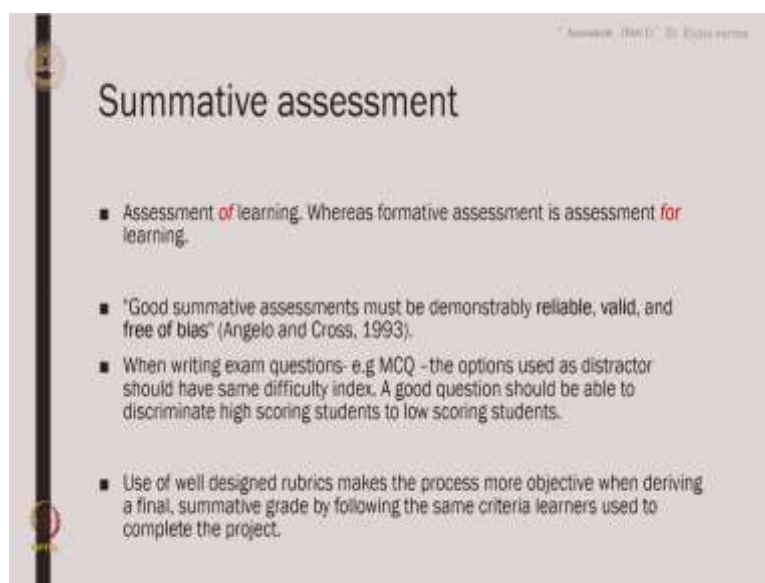 Summative assessment
■ Assessment of learning. Whereas formative assessment is assessment for
learning.
■ "Good summative assessments must be demonstrably reliable, valid, and
free of bias" (Angelo and Cross, 1993).
■ When writing exam questions- e.g MCQ –the options used as distractor
should have same difficulty index. A good question should be able to
discriminate high scoring students to low scoring students.
■ Use of well designed rubrics makes the process more objective when deriving
a final, summative grade by following the same criteria learners used to
complete the project.